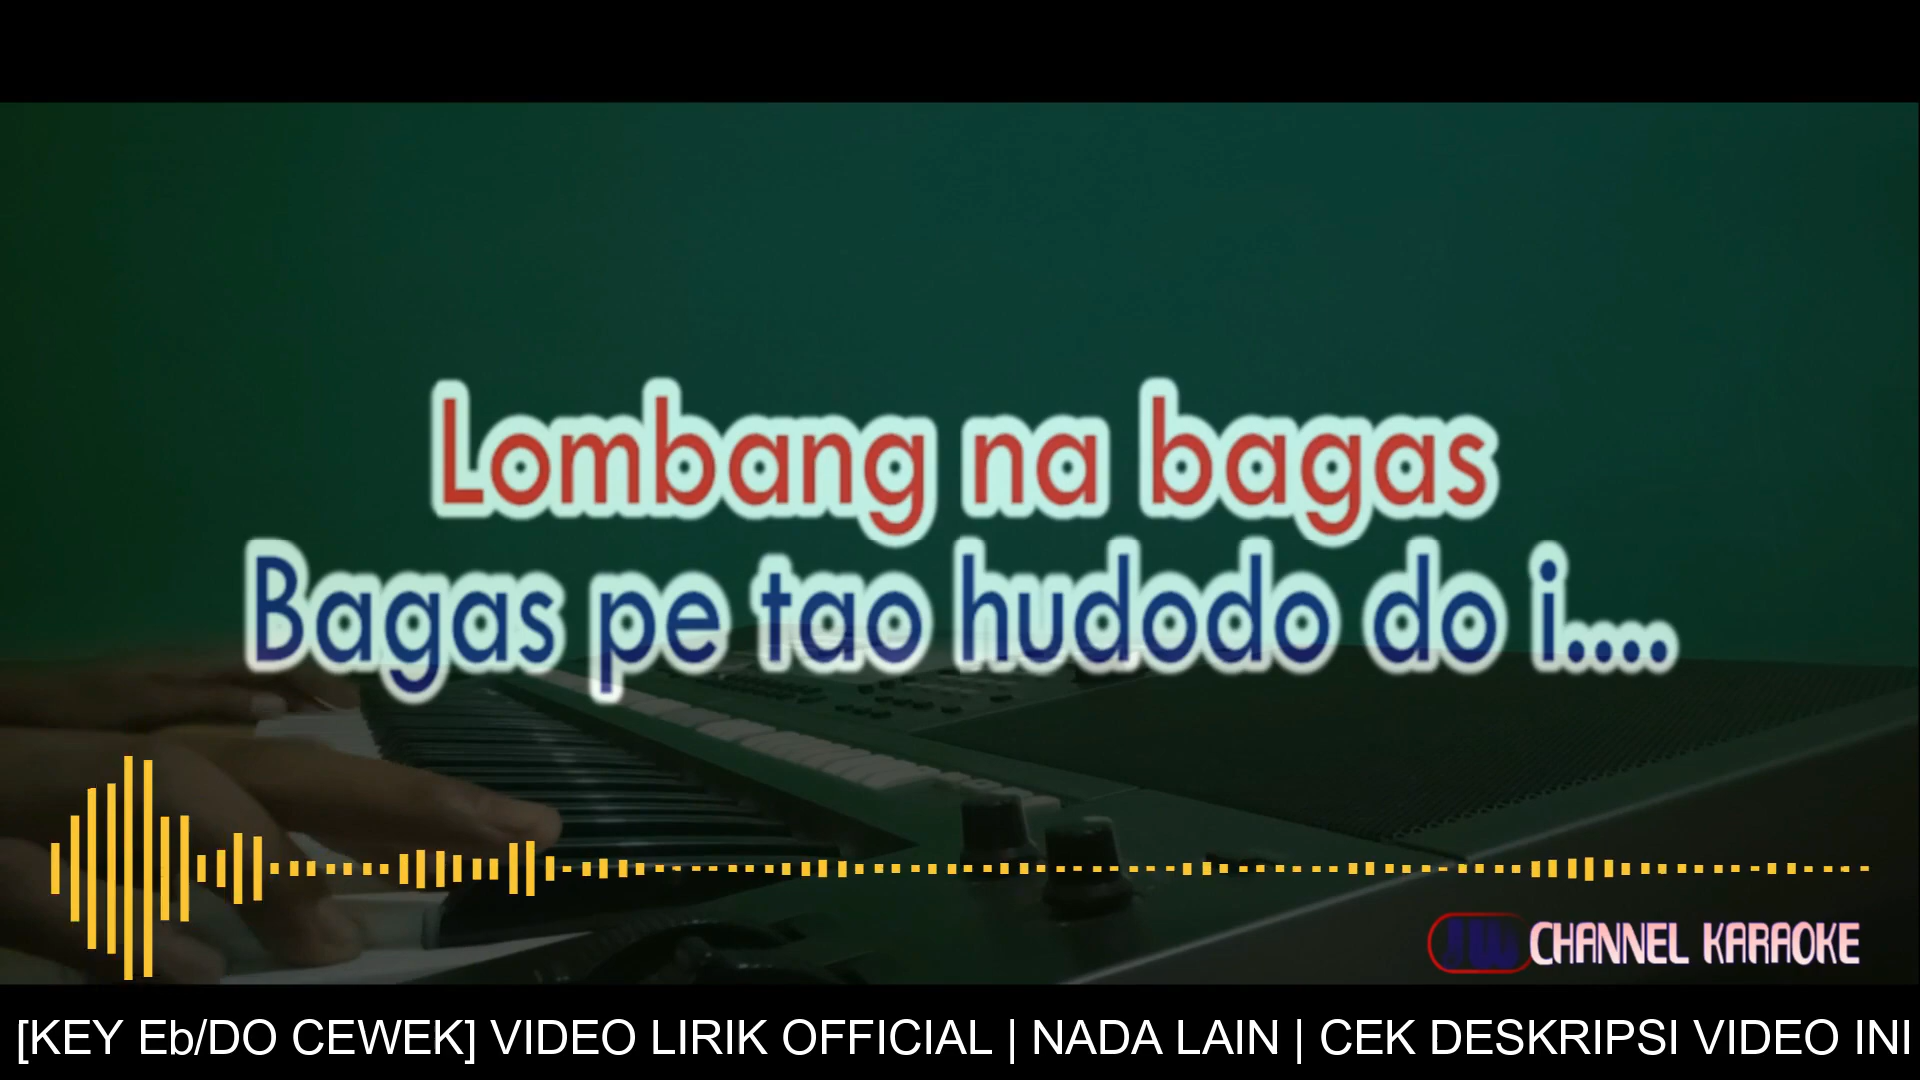 Lombang na bagas
Bagas pe tao hudodo do i....
JW CHANNEL KARAOKE
[KEY Eb/DO CEWEK] VIDEO LIRIK OFFICIAL | NADA LAIN | CEK DESKRIPSI VIDEO INI